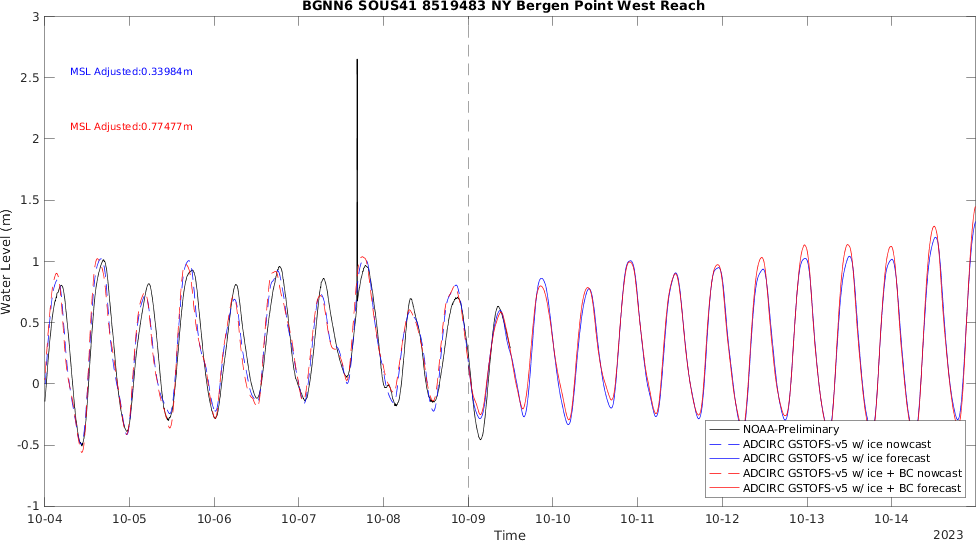 BGNN6 SOUS41 8519483 NY Bergen Point West Reach
3
2.5
2
1.5
1
0.5
0
-0.5
-1
Water Level (m)
MSL Adjusted:0.33984m
MSL Adjusted:0.77477m
NOAA-Preliminary
ADCIRC GSTOFS-v5 w/ ice nowcast
ADCIRC GSTOFS-v5 w/ ice forecast
ADCIRC GSTOFS-v5 w/ ice + BC nowcast
ADCIRC GSTOFS-v5 w/ ice + BC forecast
10-04 10-05 10-06 10-07 10-08 10-09 10-10 10-11 10-12 10-13 10-14
Time
2023